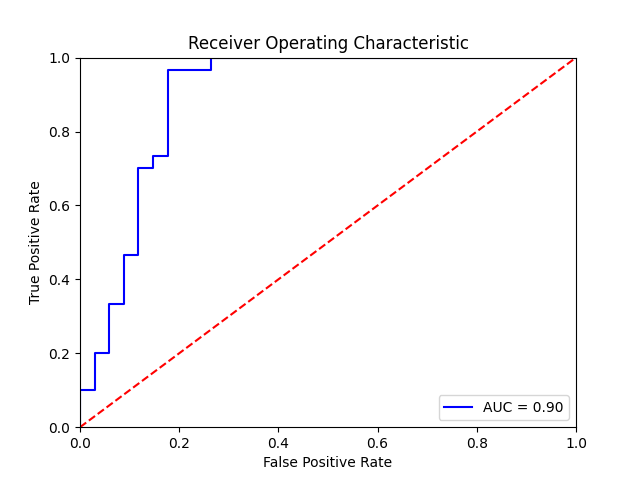 Receiver Operating Characteristic
True Positive Rate
1.0
0.8
0.6
0.4
0.2
0.0
AUC = 0.90
0.0 0.2 0.4 0.6 0.8 1.0
False Positive Rate